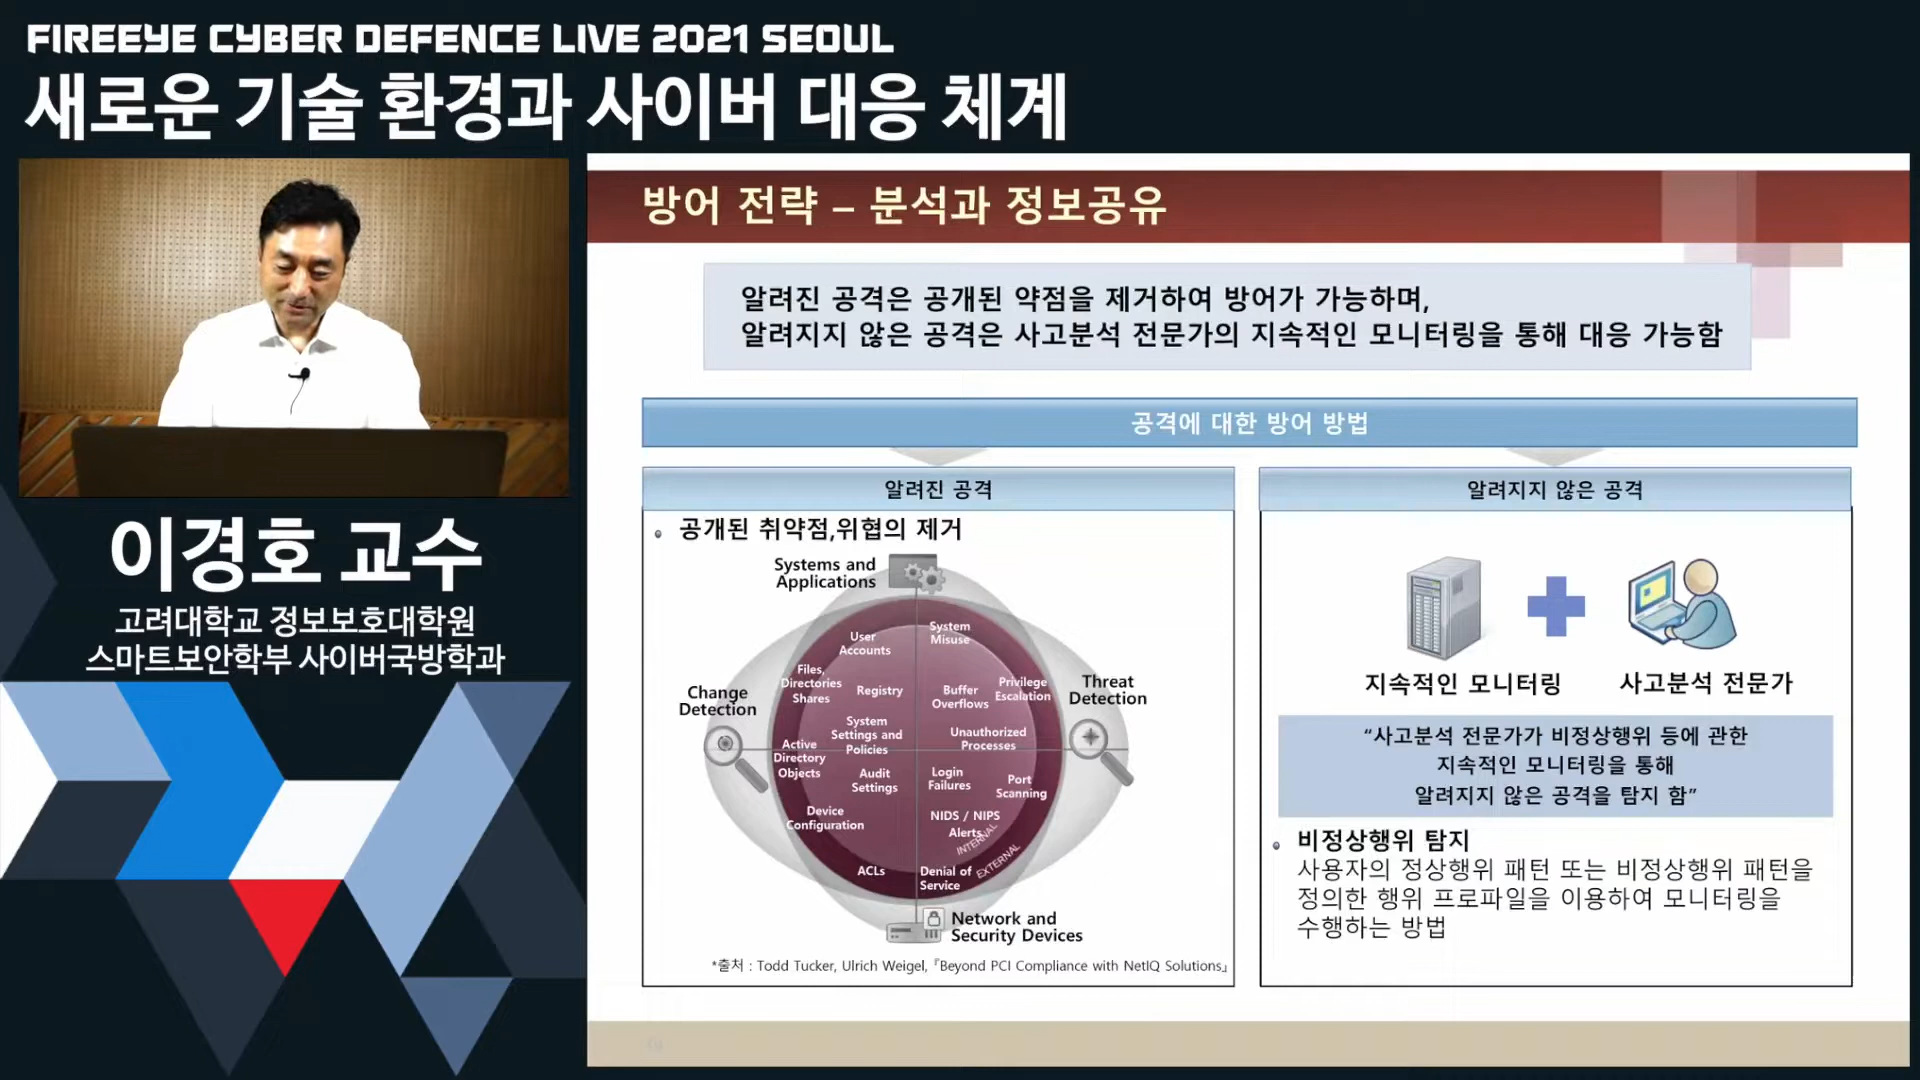 FIREEYE CYBER DEFENCE LIVE 2021 SEOUL
새로운 기술 환경과 사이버 대응 체계
이경호 교수
고려대학교 정보보호대학원
스마트보안학부 사이버국방학과
방어 전략 – 분석과 정보공유
알려진 공격은 공개된 약점을 제거하여 방어가 가능하며,
알려지지 않은 공격은 사고분석 전문가의 지속적인 모니터링을 통해 대응 가능함
공격에 대한 방어 방법
알려진 공격
공개된 취약점,위협의 제거
Systems and
Applications
Change
Detection
Threat
Detection
User
Accounts
System
Misuse
Files,
Directories
Shares
Registry
Buffer
Overflows
Privilege
Escalation
System
Settings and
Policies
Unauthorized
Processes
Active
Directory
Objects
Audit
Settings
Login
Failures
Port
Scanning
Device
Configuration
NIDS / NIPS
Alerts
INTERNAL
EXTERNAL
ACLs
Denial of
Service
Network and
Security Devices
*출처 : Todd Tucker, Ulrich Weigel, 『Beyond PCI Compliance with NetIQ Solutions』
알려지지 않은 공격
지속적인 모니터링
사고분석 전문가
“사고분석 전문가가 비정상행위 등에 관한
지속적인 모니터링을 통해
알려지지 않은 공격을 탐지 함”
비정상행위 탐지
사용자의 정상행위 패턴 또는 비정상행위 패턴을
정의한 행위 프로파일을 이용하여 모니터링을
수행하는 방법